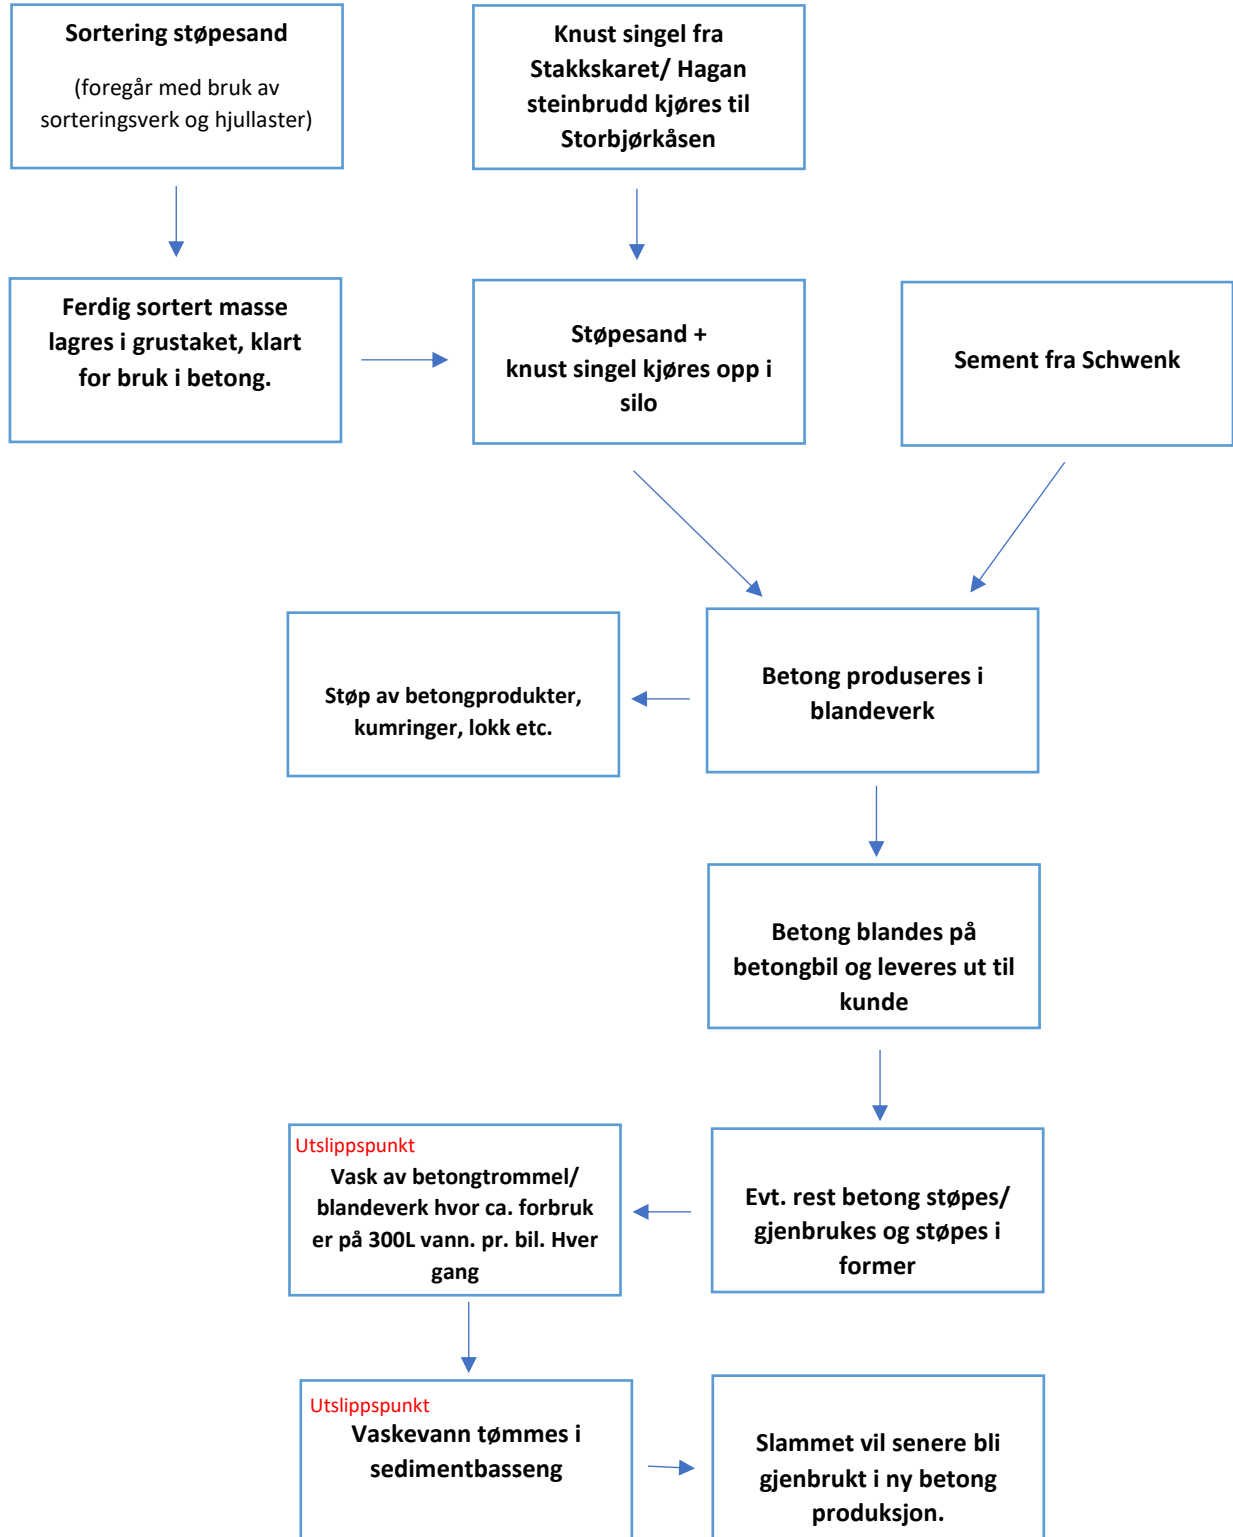 Sortering støpesand
(foregår med bruk av
sorteringsverk og hjullaster)
Knust singel fra
Stakkskaret/ Hagan
steinbrudd kjøres til
Storbjørkåsen
Ferdig sortert masse
lagres i grustaket, klart
for bruk i betong.
Støpesand +
knust singel kjøres opp i
silo
Sement fra Schwenk
Støp av betongprodukter,
kumringer, lokk etc.
Betong produseres i
blandeverk
Betong blandes på
betongbil og leveres ut til
kunde
Utslippspunkt
Vask av betongtrommel/
blandeverk hvor ca. forbruk
er på 300L vann. pr. bil. Hver
gang
Evt. rest betong støpes/
gjenbrukes og støpes i
former
Utslippspunkt
Vaskevann tømmes i
sedimentbasseng
Slammet vil senere bli
gjenbrukt i ny betong
produksjon.